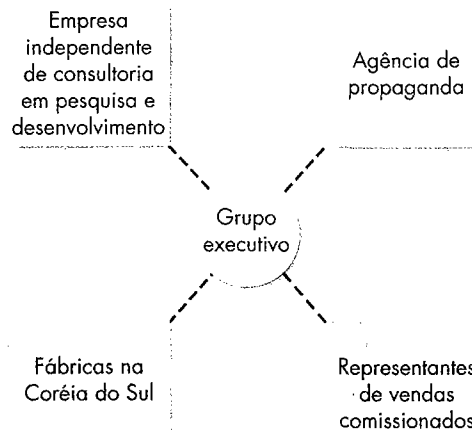 Empresa
independente
de consultoria
em pesquisa e
desenvolvimento
Agência de
propaganda
Grupo
executivo
Fábricas na
Coréia do Sul
Representantes
de vendas
comissionados